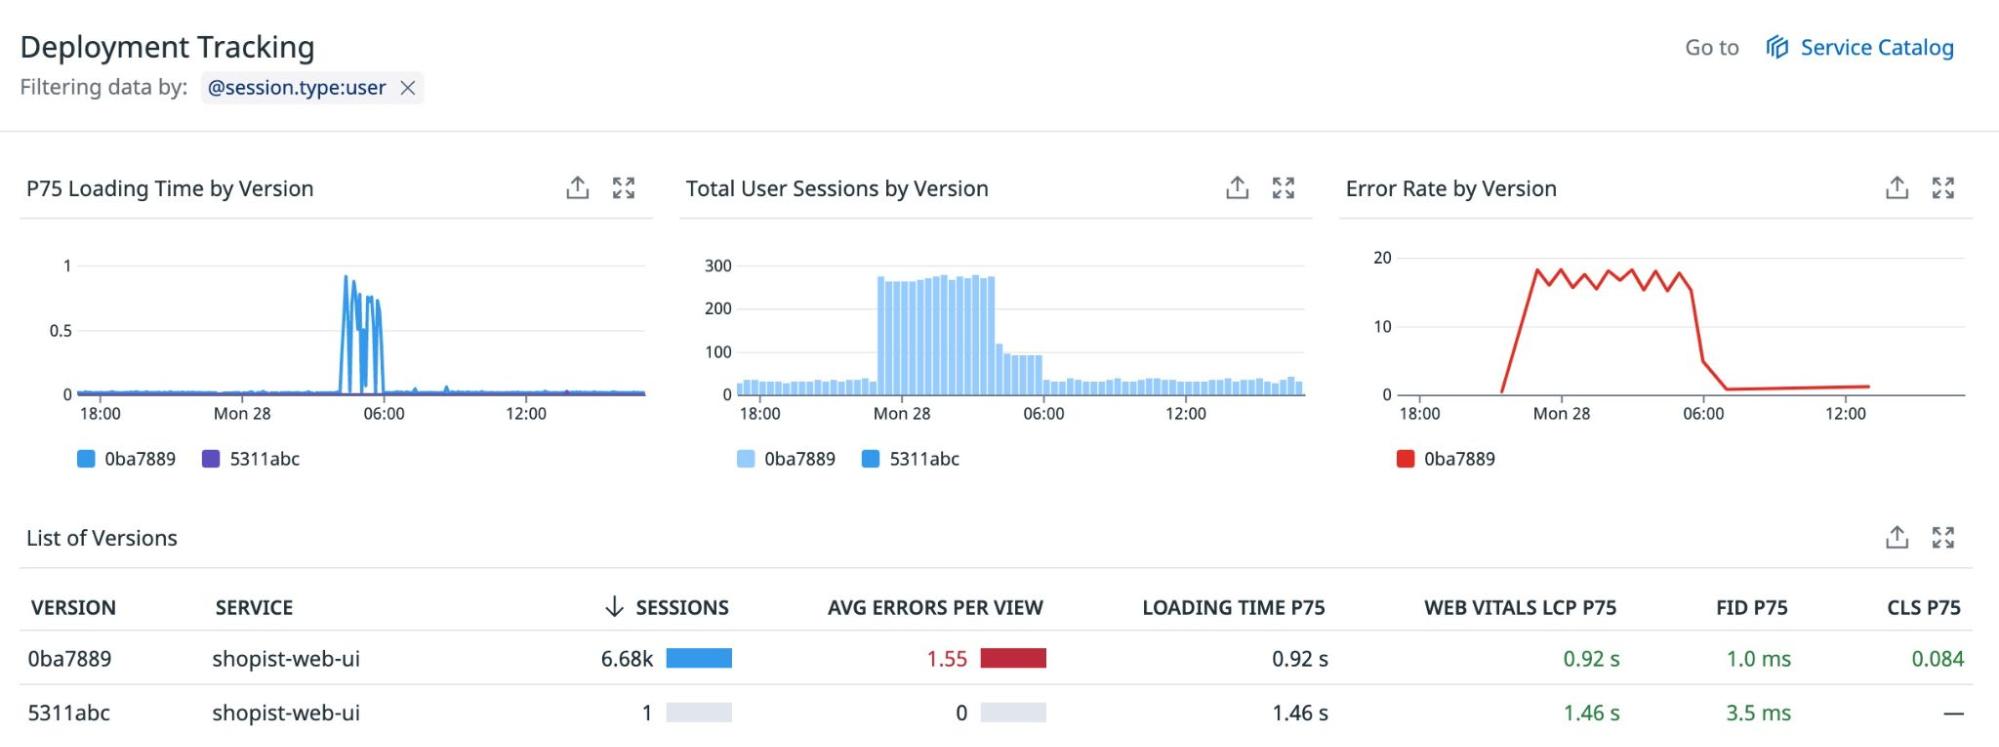 Deployment Tracking
Go to Service Catalog
Filtering data by: @session.type:user
P75 Loading Time by Version
1
0.5
0
18:00 Mon 28 06:00 12:00
0ba7889 5311abc
Total User Sessions by Version
300
200
100
0
18:00 Mon 28 06:00 12:00
0ba7889 5311abc
Error Rate by Version
20
10
0
18:00 Mon 28 06:00 12:00
0ba7889
List of Versions
VERSION SERVICE SESSIONS AVG ERRORS PER VIEW LOADING TIME P75 WEB VITALS LCP P75 FID P75 CLS P75
0ba7889 shopist-web-ui 6.68k 1.55 0.92 s 0.92 s 1.0 ms 0.084
5311abc shopist-web-ui 1 0 1.46 s 1.46 s 3.5 ms —